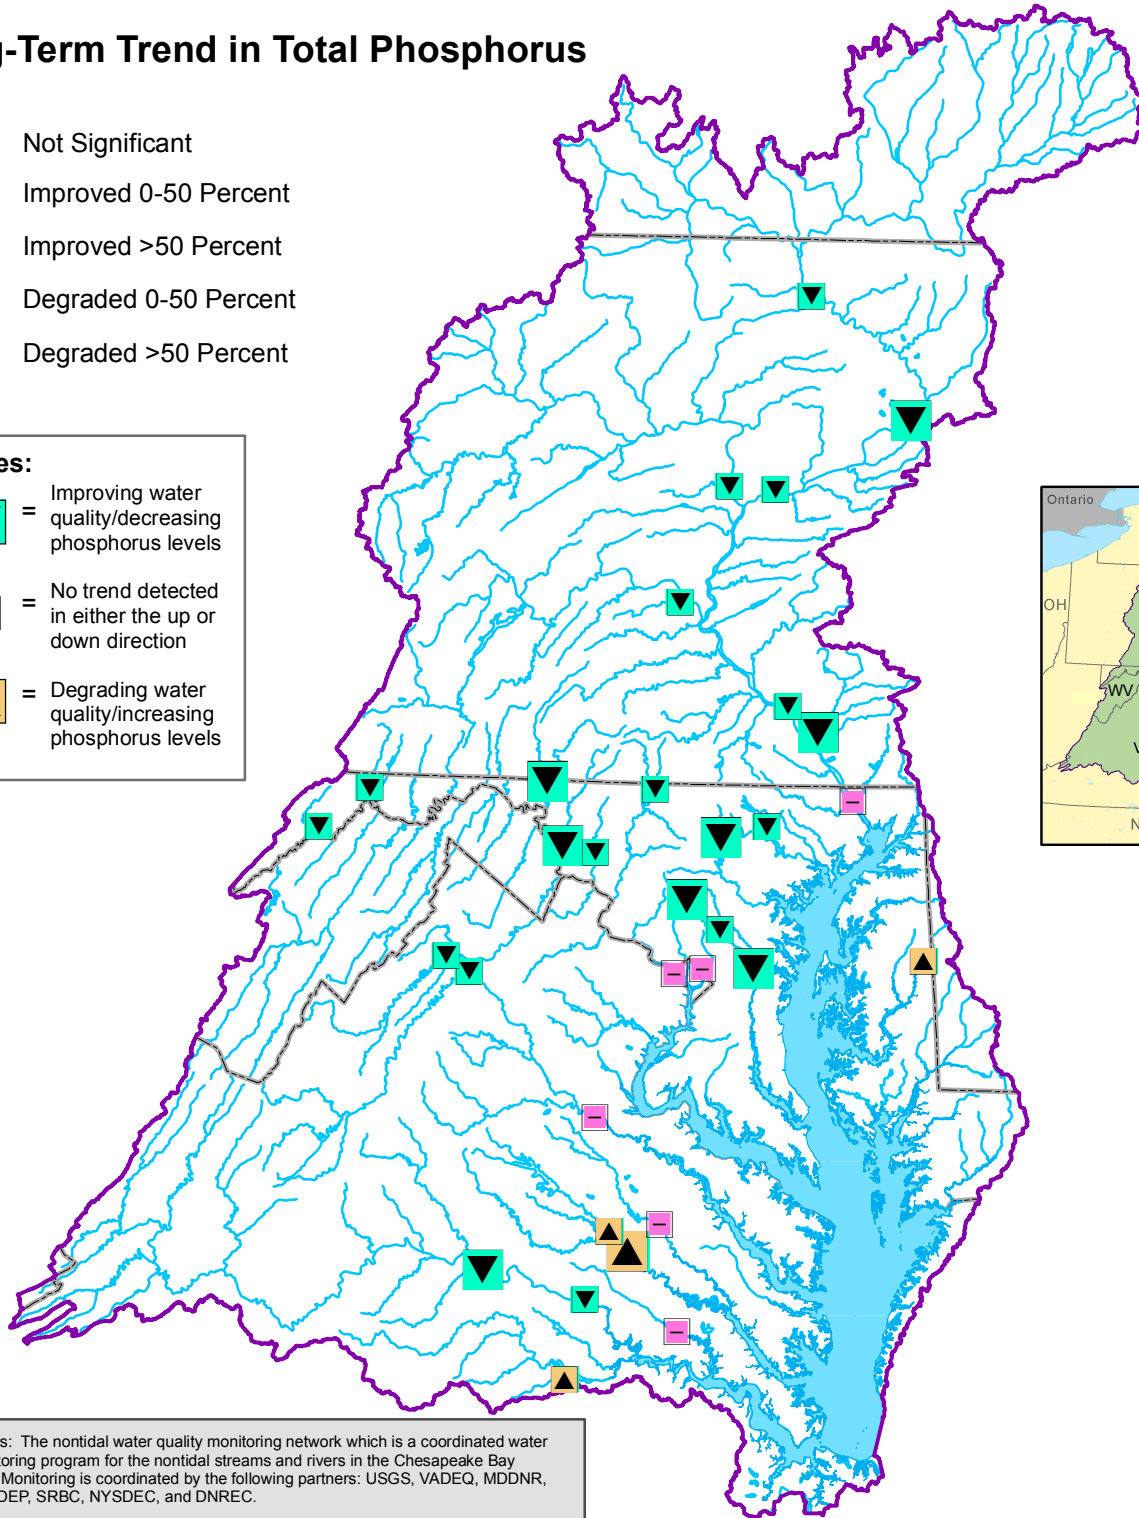 g-Term Trend in Total Phosphorus
Not Significant
Improved 0-50 Percent
Improved >50 Percent
Degraded 0-50 Percent
Degraded >50 Percent
es:
= Improving water
quality/decreasing
phosphorus levels
= No trend detected
in either the up or
down direction
= Degrading water
quality/increasing
phosphorus levels
Ontario
OH
WV
V
N
s: The nontidal water quality monitoring network which is a coordinated water
toring program for the nontidal streams and rivers in the Chesapeake Bay
Monitoring is coordinated by the following partners: USGS, VADEQ, MDDNR,
DEP, SRBC, NYSDEC, and DNREC.